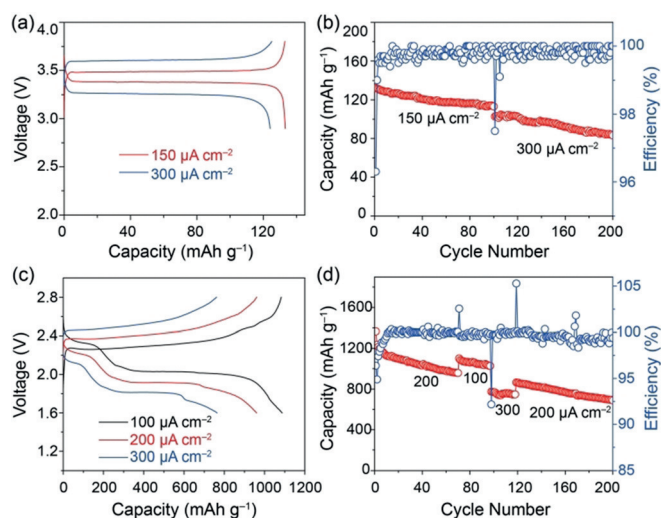 (a)
4.0
3.5
3.0
2.5
2.0
Voltage (V)
150 µA cm⁻²
300 µA cm⁻²
0 40 80 120
Capacity (mAh g⁻¹)
(b)
200
160
120
80
40
0
Capacity (mAh g⁻¹)
150 µA cm⁻²
300 µA cm⁻²
100
98
96
Efficiency (%)
0 40 80 120 160 200
Cycle Number
(c)
2.8
2.4
2.0
1.6
1.2
Voltage (V)
100 µA cm⁻²
200 µA cm⁻²
300 µA cm⁻²
0 200 400 600 800 1000
Capacity (mAh g⁻¹)
(d)
1600
1200
800
400
0
Capacity (mAh g⁻¹)
200
100
300
200 µA cm⁻²
105
100
95
90
85
Efficiency (%)
0 40 80 120 160 200
Cycle Number